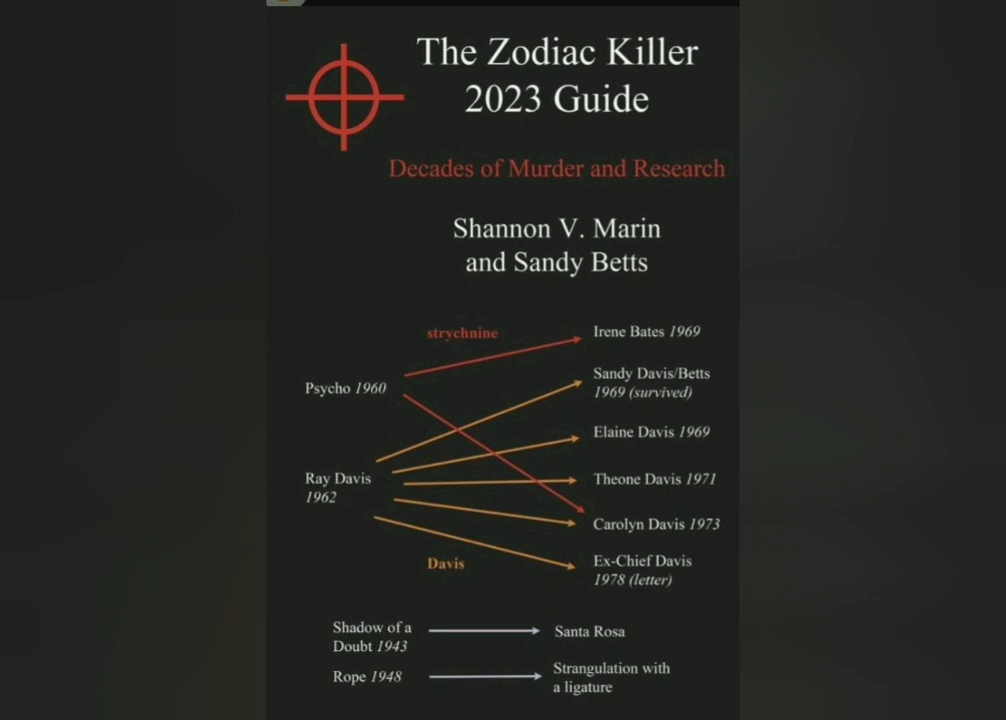 The Zodiac Killer
2023 Guide
Decades of Murder and Research
Shannon V. Marin
and Sandy Betts
strychnine
Irene Bates 1969
Psycho 1960
Sandy Davis/Betts
1969 (survived)
Elaine Davis 1969
Ray Davis
1962
Theone Davis 1971
Carolyn Davis 1973
Davis
Ex-Chief Davis
1978 (letter)
Shadow of a
Doubt 1943
Santa Rosa
Rope 1948
Strangulation with
a ligature